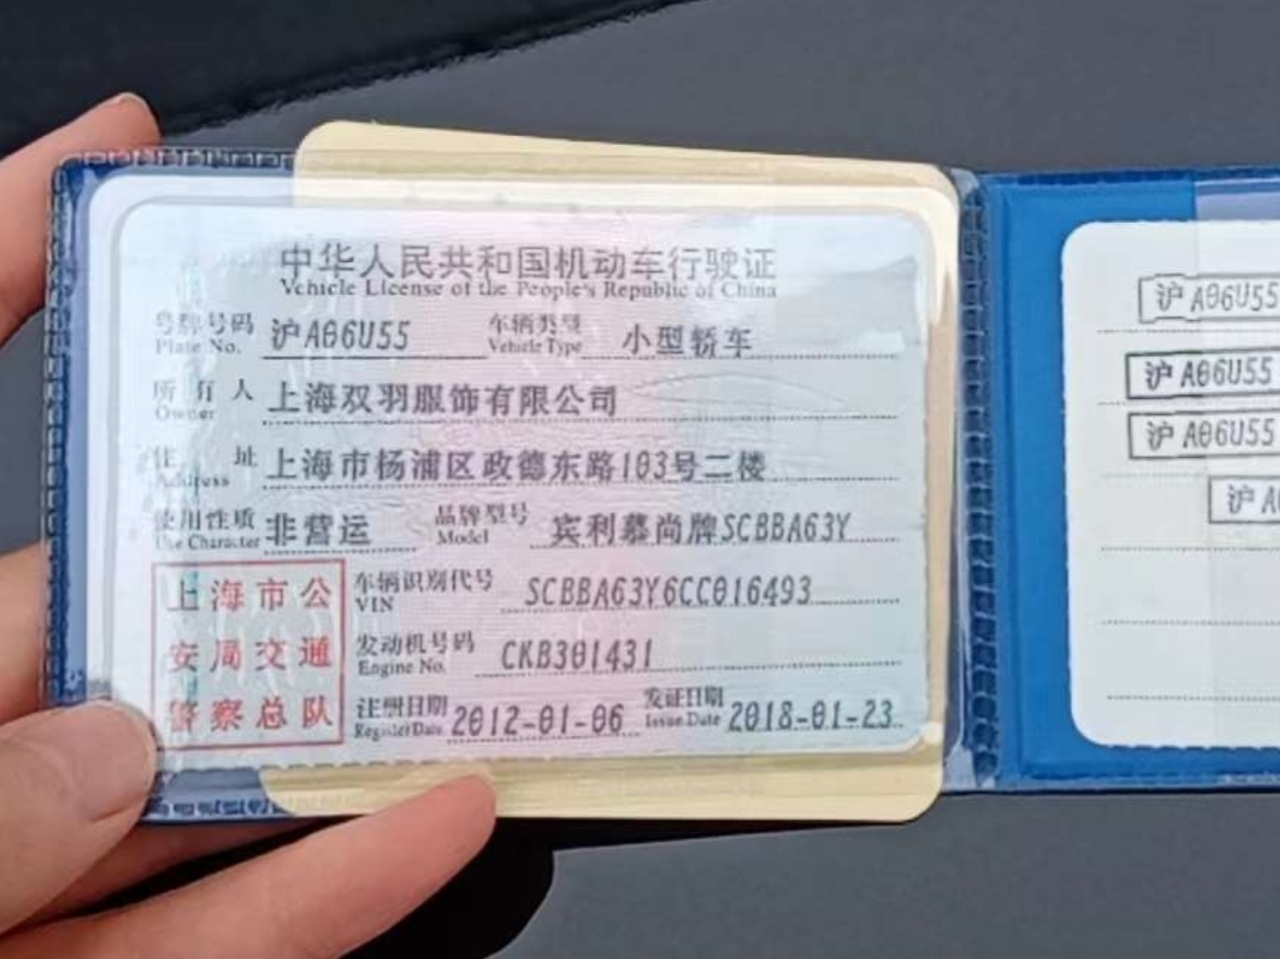 中华人民共和国机动车行驶证
Vehicle License of the People's Republic of China
号牌号码 沪A06U55 车辆类型 小型轿车
Plate No. Vehicle Type
所有人 上海双羽服饰有限公司
Owner
住址 上海市杨浦区政德东路103号二楼
Address
使用性质 非营运 品牌型号 宾利慕尚牌SCBBA63Y
Use Character Model
上海市公安局交通警察总队
车辆识别代号 SCBBA63Y6CC016493
VIN
发动机号码 CKB301431
Engine No.
注册日期 2012-01-06 发证日期 2018-01-23
Register Date Issue Date
沪A06U55
沪A06U55
沪A06U55
沪A